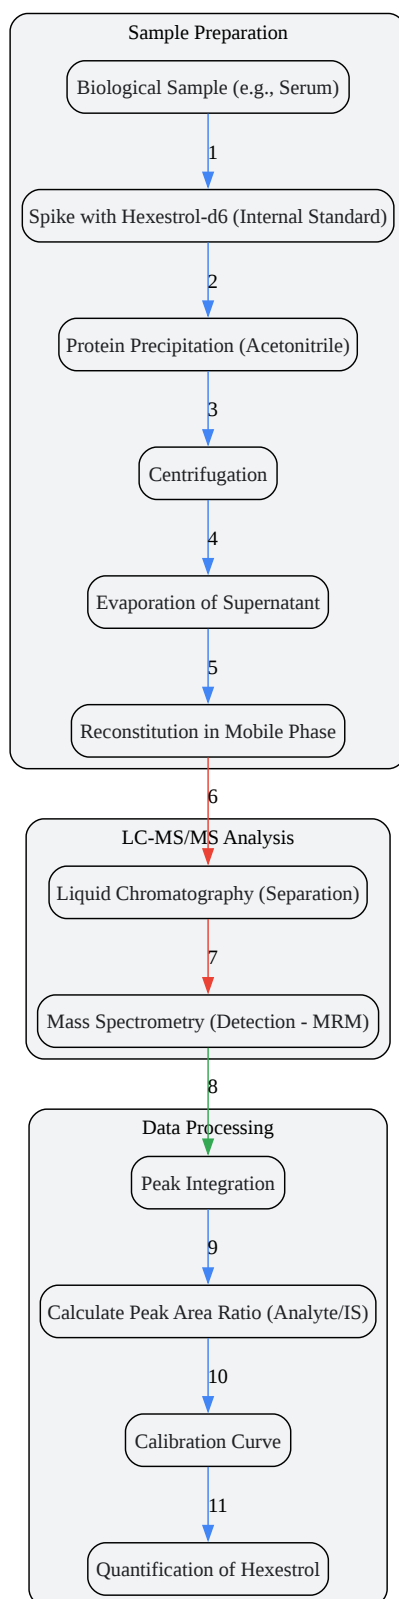 Sample Preparation
Biological Sample (e.g., Serum)
1
Spike with Hexestrol-d6 (Internal Standard)
2
Protein Precipitation (Acetonitrile)
3
Centrifugation
4
Evaporation of Supernatant
5
Reconstitution in Mobile Phase
6
LC-MS/MS Analysis
Liquid Chromatography (Separation)
7
Mass Spectrometry (Detection - MRM)
8
Data Processing
Peak Integration
9
Calculate Peak Area Ratio (Analyte/IS)
10
Calibration Curve
11
Quantification of Hexestrol